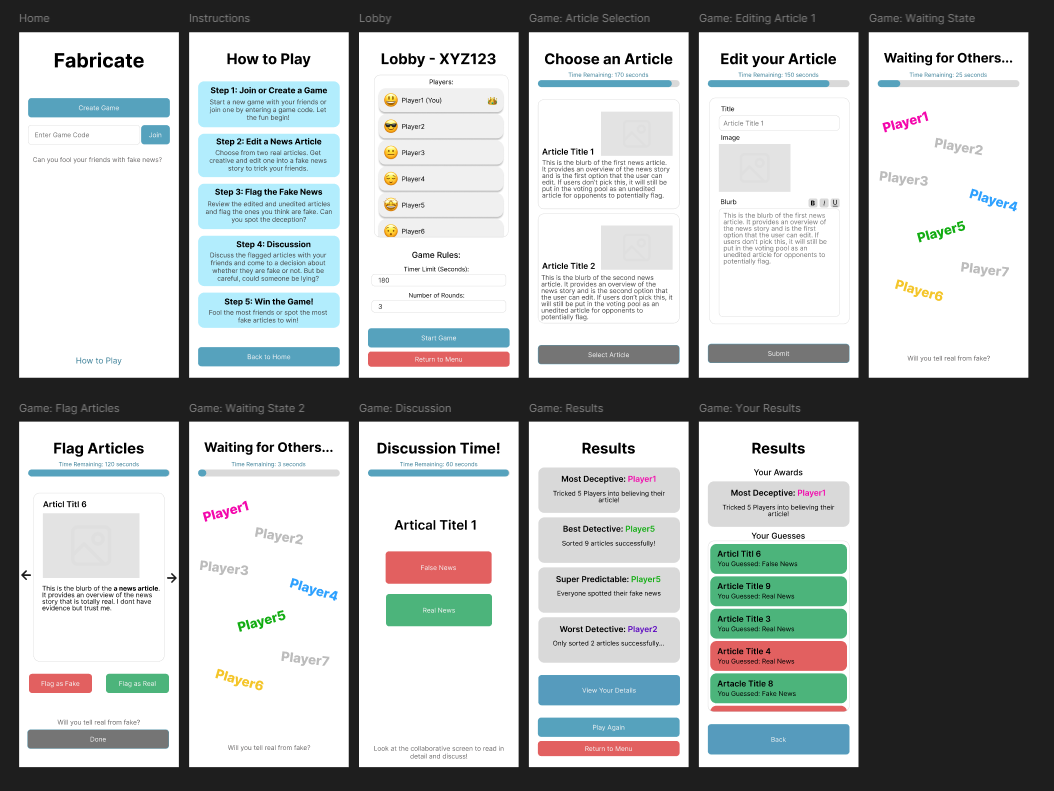 Home
Fabricate
Create Game
Enter Game Code
Join
Can you fool your friends with fake news?
How to Play
Instructions
How to Play
Step 1: Join or Create a Game
Start a new game with your friends or
join one by entering a game code. Let
the fun begin!
Step 2: Edit a News Article
Choose from two real articles. Get
creative and edit one into a fake news
story to trick your friends.
Step 3: Flag the Fake News
Review the edited and unedited articles
and flag the ones you think are fake. Can
you spot the deception?
Step 4: Discussion
Discuss the flagged articles with your
friends and come to a decision about
whether they are fake or not. But be
careful, could someone be lying?
Step 5: Win the Game!
Fool the most friends or spot the most
fake articles to win!
Back to Home
Lobby
Lobby - XYZ123
Players:
Player1 (You)
Player2
Player3
Player4
Player5
Player6
Game Rules:
Timer Limit (Seconds):
180
Number of Rounds:
3
Start Game
Return to Menu
Game: Article Selection
Choose an Article
Time Remaining: 170 seconds
Article Title 1
This is the blurb of the first news article.
It provides an overview of the news story
and is the first option that the user can
edit. If users don't pick this, it will still be
put in the voting pool as an unedited
article for opponents to potentially flag.
Article Title 2
This is the blurb of the second news
article. It provides an overview of the
news story and is the second option that
the user can edit. If users don't pick this, it
will still be put in the voting pool as an
unedited article for opponents to
potentially flag.
Select Article
Game: Editing Article 1
Edit your Article
Time Remaining: 150 seconds
Title
Article Title 1
Image
Blurb
B I U
This is the blurb of the first news
article. It provides an overview of
the news story and is the first
option that the user can edit. If
users don't pick this, it will still be
put in the voting pool as an
unedited article for opponents to
potentially flag.
Submit
Game: Waiting State
Waiting for Others...
Time Remaining: 25 seconds
Player1
Player2
Player3
Player4
Player5
Player7
Player6
Will you tell real from fake?
Game: Flag Articles
Flag Articles
Time Remaining: 120 seconds
Articl Titl 6
This is the blurb of the a news article.
It provides an overview of the news
story that is totally real. I dont have
evidence but trust me.
Flag as Fake
Flag as Real
Will you tell real from fake?
Done
Game: Waiting State 2
Waiting for Others...
Time Remaining: 3 seconds
Player1
Player2
Player3
Player4
Player5
Player7
Player6
Will you tell real from fake?
Game: Discussion
Discussion Time!
Time Remaining: 60 seconds
Artical Titel 1
False News
Real News
Look at the collaborative screen to read in
detail and discuss!
Game: Results
Results
Most Deceptive: Player1
Tricked 5 Players into believing their
article!
Best Detective: Player5
Sorted 9 articles successfully!
Super Predictable: Player5
Everyone spotted their fake news
Worst Detective: Player2
Only sorted 2 articles successfully...
View Your Details
Play Again
Return to Menu
Game: Your Results
Results
Your Awards
Most Deceptive: Player1
Tricked 5 Players into believing their
article!
Your Guesses
Articl Titl 6
You Guessed: False News
Article Title 9
You Guessed: Real News
Article Title 3
You Guessed: Real News
Article Title 4
You Guessed: Real News
Artacle Title 8
You Guessed: Fake News
Back